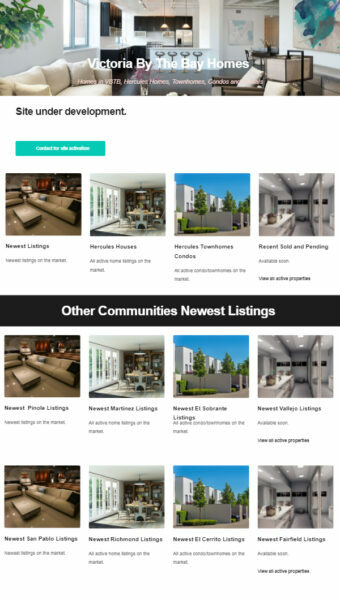 Victoria By The Bay Homes
Homes in VBTB, Hercules Homes, Townhomes, Condos and
Site under development.
Contact for site activation
Newest Listings
Newest listings on the market.
Hercules Houses
All active home listings on the
market.
Hercules Townhomes
Condos
All active condo/townhomes on the
market.
Recent Sold and Pending
Available soon.
View all active properties
Other Communities Newest Listings
Newest Pinole Listings
Newest listings on the market.
Newest Martinez Listings
All active home listings on the
market.
Newest El Sobrante
Listings
All active condo/townhomes on the
market.
Newest Vallejo Listings
Available soon.
View all active properties
Newest San Pablo Listings
Newest listings on the market.
Newest Richmond Listings
All active home listings on the
market.
Newest El Cerrito Listings
All active condo/townhomes on the
market.
Newest Fairfield Listings
Available soon.
View all active properties